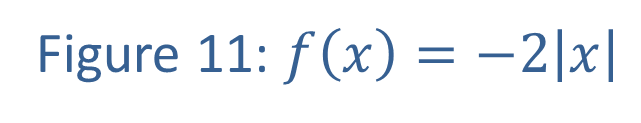 Figure 11: f(x) = −2|x|